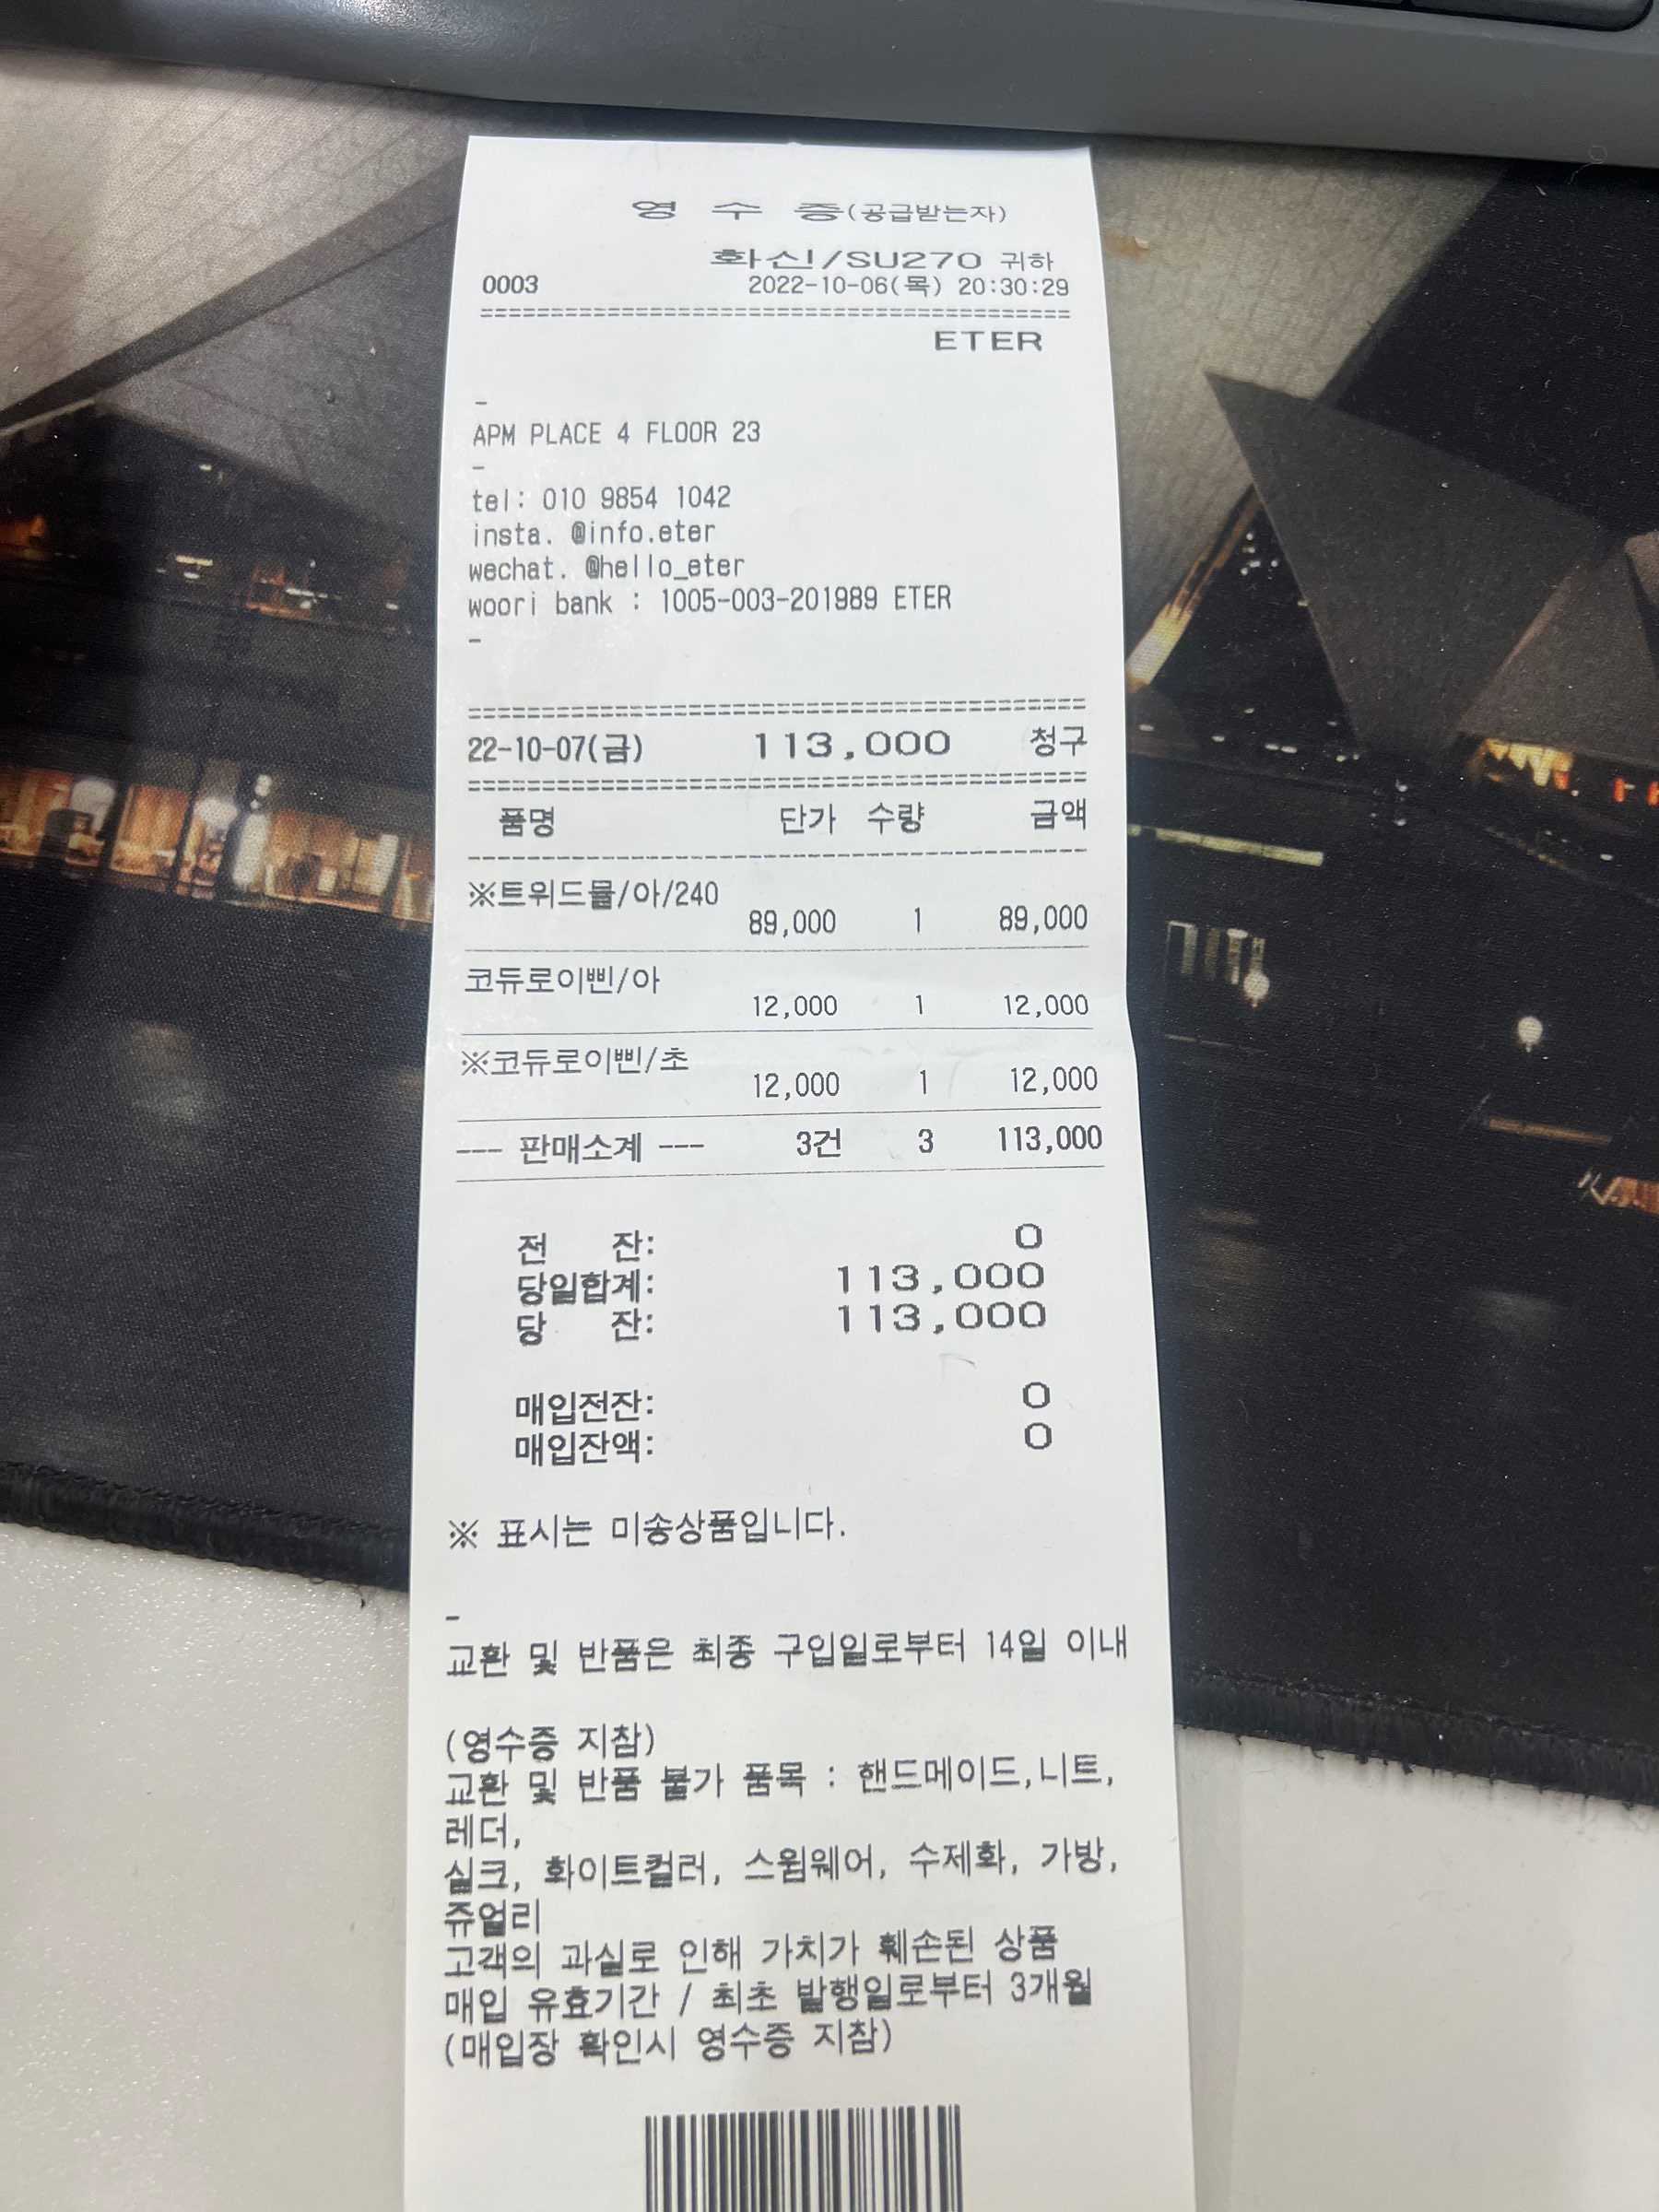 영 수 증(공급받는자)
화신/SU270 귀하
0003 2022-10-06(목) 20:30:29
========================================
ETER
-
APM PLACE 4 FLOOR 23
-
tel: 010 9854 1042
insta. @info.eter
wechat. @hello_eter
woori bank : 1005-003-201989 ETER
-
========================================
22-10-07(금) 113,000 청구
========================================
품명 단가 수량 금액
----------------------------------------
※트위드뮬/아/240
89,000 1 89,000
코듀로이삔/아
12,000 1 12,000
※코듀로이삔/초
12,000 1 12,000
--- 판매소계 --- 3건 3 113,000
전 잔: 0
당일합계: 113,000
당 잔: 113,000
매입전잔: 0
매입잔액: 0
※ 표시는 미송상품입니다.
-
교환 및 반품은 최종 구입일로부터 14일 이내
(영수증 지참)
교환 및 반품 불가 품목 : 핸드메이드,니트,
레더,
실크, 화이트컬러, 스윔웨어, 수제화, 가방,
쥬얼리
고객의 과실로 인해 가치가 훼손된 상품
매입 유효기간 / 최초 발행일로부터 3개월
(매입장 확인시 영수증 지참)